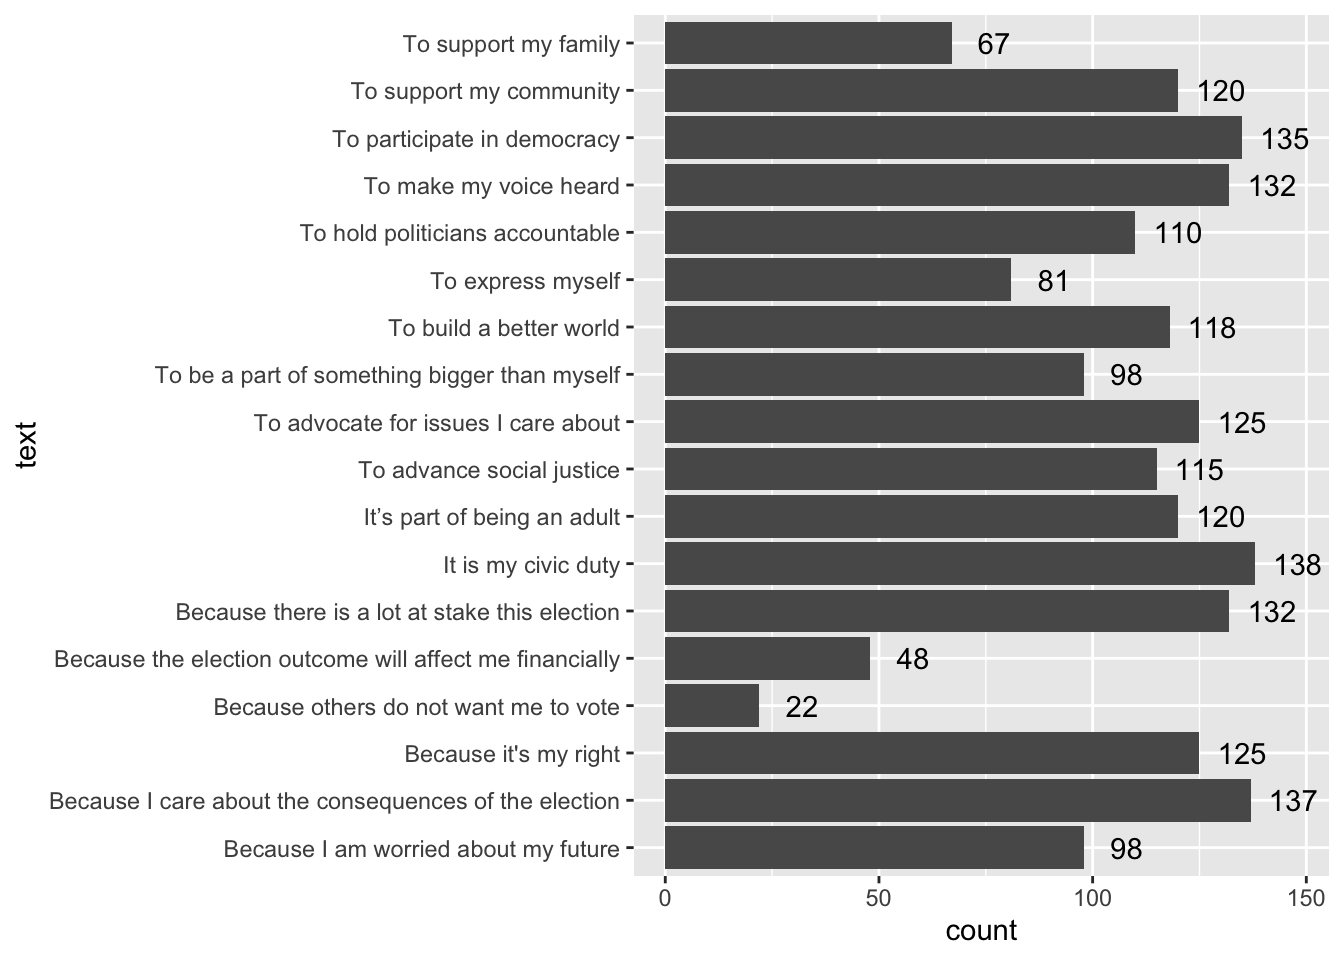 To support my family 67
To support my community 120
To participate in democracy 135
To make my voice heard 132
To hold politicians accountable 110
To express myself 81
To build a better world 118
To be a part of something bigger than myself 98
To advocate for issues I care about 125
To advance social justice 115
It’s part of being an adult 120
It is my civic duty 138
Because there is a lot at stake this election 132
Because the election outcome will affect me financially 48
Because others do not want me to vote 22
Because it's my right 125
Because I care about the consequences of the election 137
Because I am worried about my future 98
text
0 50 100 150
count